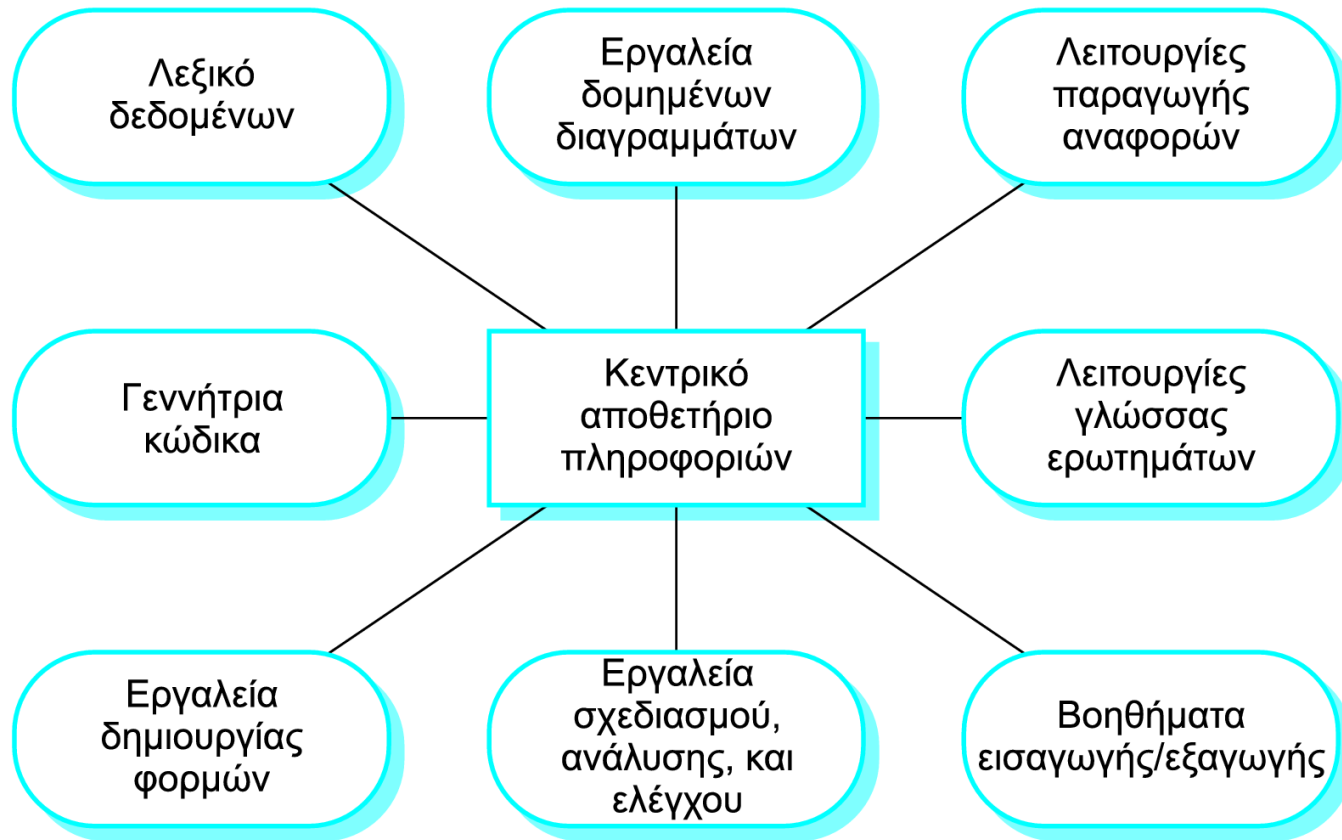 Λεξικό
δεδομένων
Εργαλεία
δομημένων
διαγραμμάτων
Λειτουργίες
παραγωγής
αναφορών
Γεννήτρια
κώδικα
Κεντρικό
αποθετήριο
πληροφοριών
Λειτουργίες
γλώσσας
ερωτημάτων
Εργαλεία
δημιουργίας
φορμών
Εργαλεία
σχεδιασμού,
ανάλυσης, και
ελέγχου
Βοηθήματα
εισαγωγής/εξαγωγής